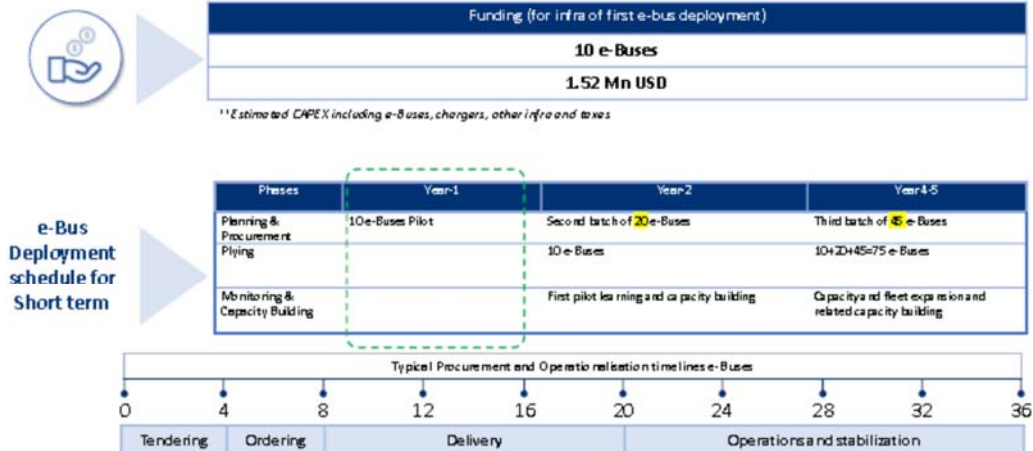 Funding (for infra of first e-bus deployment)
10 e-Buses
1.52 Mn USD
**Estimated CAPEX including e-Buses, chargers, other infra and taxes
e-Bus
Deployment
schedule for
Short term
Phases Year-1 Year-2 Year4-5
Planning & 10 e-Buses Pilot Second batch of 20 e-Buses Third batch of 45 e-Buses
Procurement
Plying 10 e-Buses 10+20+45=75 e-Buses
Monitoring & First pilot learning and capacity building Capacity and fleet expansion and
Capacity Building related capacity building
Typical Procurement and Operationalisation timelines e-Buses
0 4 8 12 16 20 24 28 32 36
Tendering Ordering Delivery Operations and stabilization